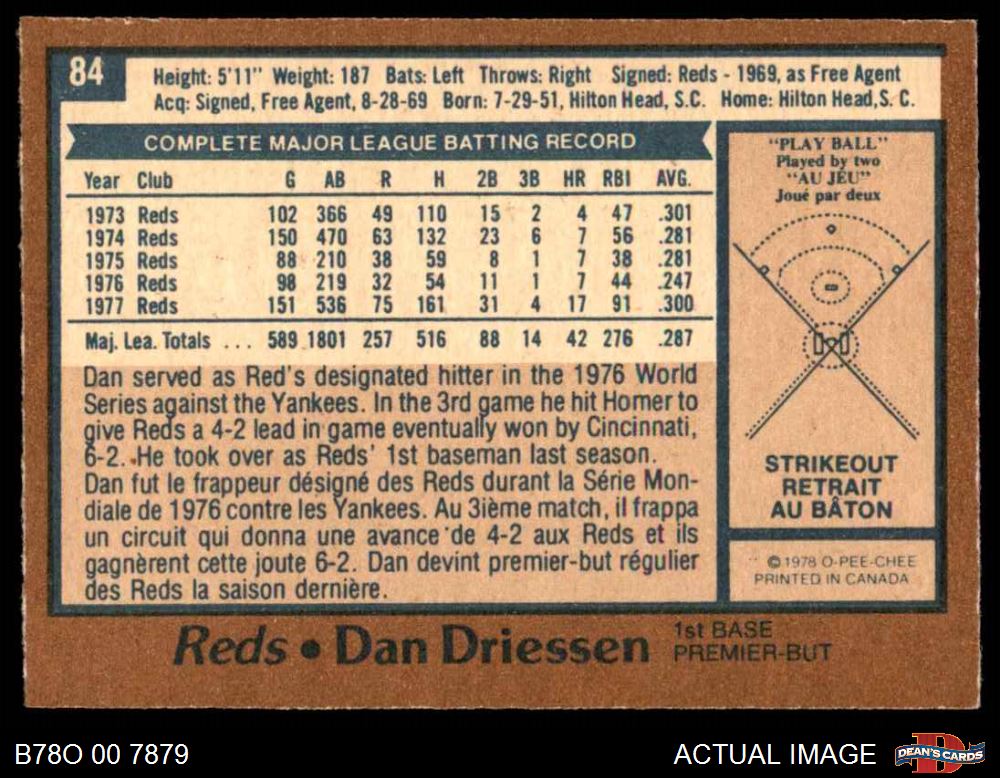 84
Height: 5'11" Weight: 187 Bats: Left Throws: Right Signed: Reds - 1969, as Free Agent
Acq: Signed, Free Agent, 8-28-69 Born: 7-29-51, Hilton Head, S.C. Home: Hilton Head, S. C.
COMPLETE MAJOR LEAGUE BATTING RECORD
Year Club G AB R H 2B 3B HR RBI AVG.
1973 Reds 102 366 49 110 15 2 4 47 .301
1974 Reds 150 470 63 132 23 6 7 56 .281
1975 Reds 88 210 38 59 8 1 7 38 .281
1976 Reds 98 219 32 54 11 1 7 44 .247
1977 Reds 151 536 75 161 31 4 17 91 .300
Maj. Lea. Totals ... 589 1801 257 516 88 14 42 276 .287
Dan served as Red's designated hitter in the 1976 World
Series against the Yankees. In the 3rd game he hit Homer to
give Reds a 4-2 lead in game eventually won by Cincinnati,
6-2. He took over as Reds' 1st baseman last season.
Dan fut le frappeur désigné des Reds durant la Série Mon-
diale de 1976 contre les Yankees. Au 3ième match, il frappa
un circuit qui donna une avance de 4-2 aux Reds et ils
gagnèrent cette joute 6-2. Dan devint premier-but régulier
des Reds la saison dernière.
"PLAY BALL"
Played by two
"AU JEU"
Joué par deux
STRIKEOUT
RETRAIT
AU BÂTON
© 1978 O-PEE-CHEE
PRINTED IN CANADA
Reds • Dan Driessen
1st BASE
PREMIER-BUT
B78O 00 7879
ACTUAL IMAGE
DEAN'S CARDS